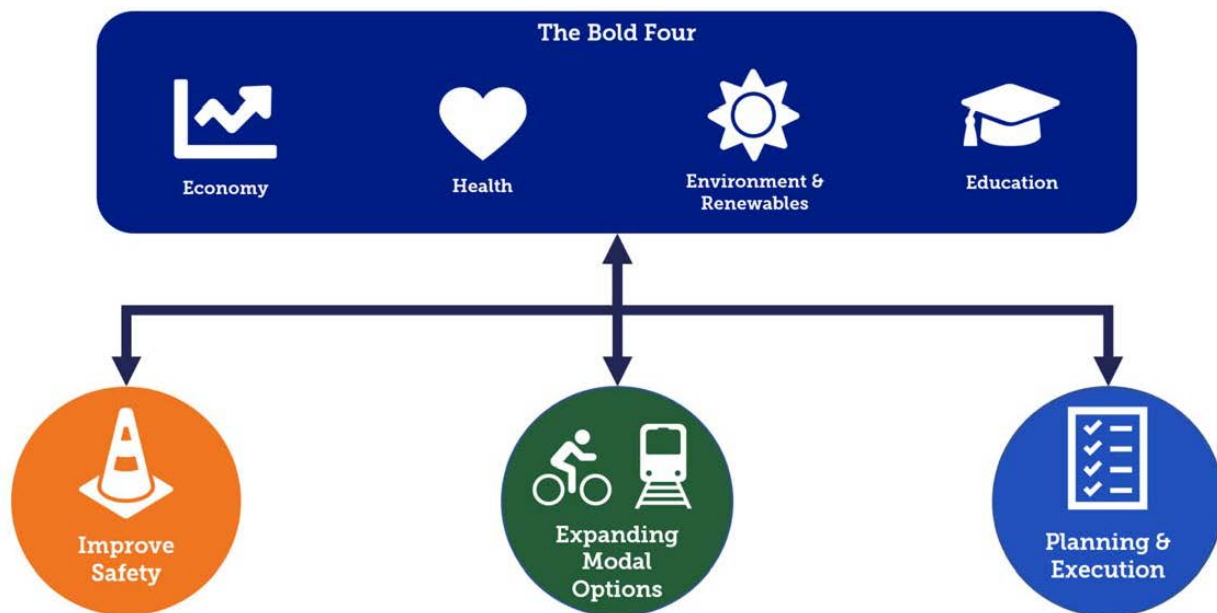 The Bold Four
Economy
Health
Environment &
Renewables
Education
Improve
Safety
Expanding
Modal
Options
Planning &
Execution